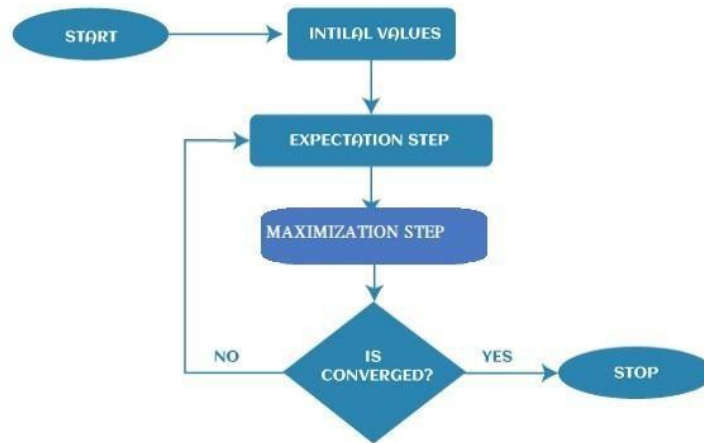 START
INTILAL VALUES
EXPECTATION STEP
MAXIMIZATION STEP
IS
CONVERGED?
NO
YES
STOP